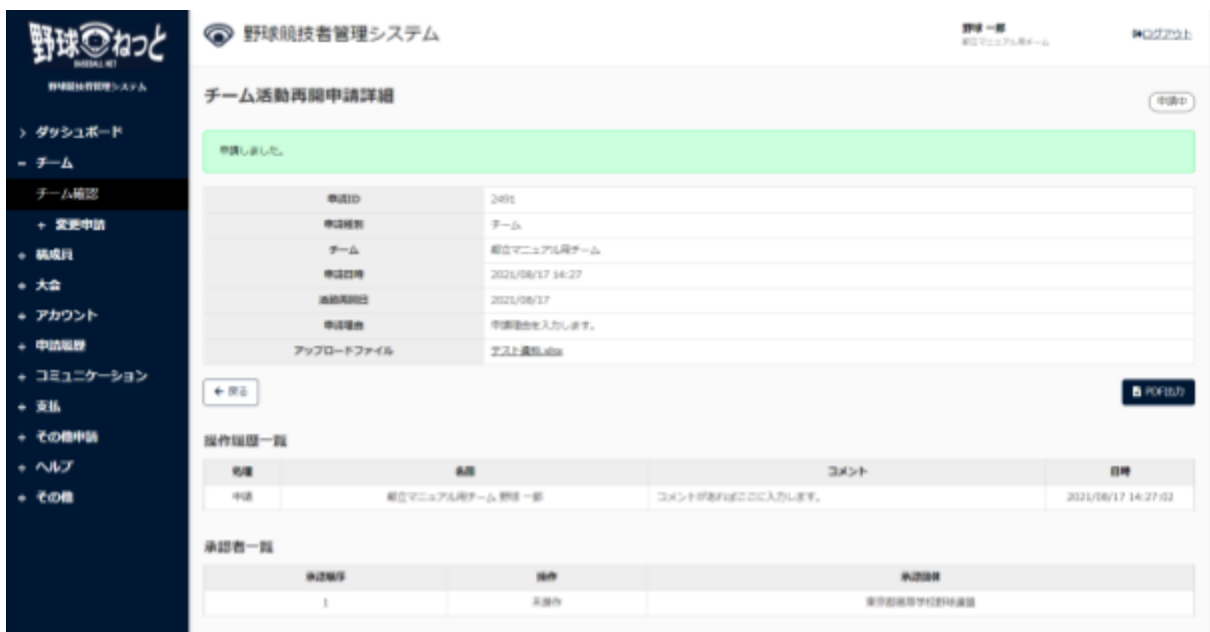 野球ねっと
BASEBALL NET
野球競技者管理システム
> ダッシュボード
- チーム
チーム確認
+ 変更申請
+ 構成員
+ 大会
+ アカウント
+ 申請履歴
+ コミュニケーション
+ 支払
+ その他申請
+ ヘルプ
+ その他
野球競技者管理システム
野球 一郎
都立マニュアル用チーム
ログアウト
チーム活動再開申請詳細
申請中
申請しました。
申請ID 2491
申請種別 チーム
チーム 都立マニュアル用チーム
申請日時 2021/08/17 14:27
活動再開日 2021/08/17
申請理由 申請理由を入力します。
アップロードファイル テスト資料.xlsx
← 戻る
PDF出力
操作履歴一覧
処理 名前 コメント 日時
申請 都立マニュアル用チーム 野球 一郎 コメントがあればここに入力します。 2021/08/17 14:27:02
承認者一覧
承認順序 操作 承認団体
1 未操作 東京都高等学校野球連盟